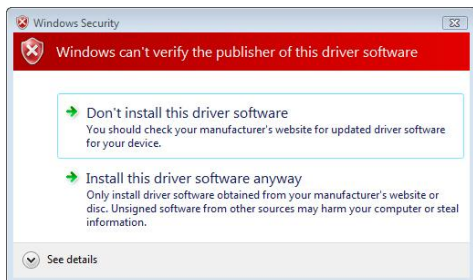 Windows Security
Windows can't verify the publisher of this driver software
Don't install this driver software
You should check your manufacturer's website for updated driver software
for your device.
Install this driver software anyway
Only install driver software obtained from your manufacturer's website or
disc. Unsigned software from other sources may harm your computer or steal
information.
See details